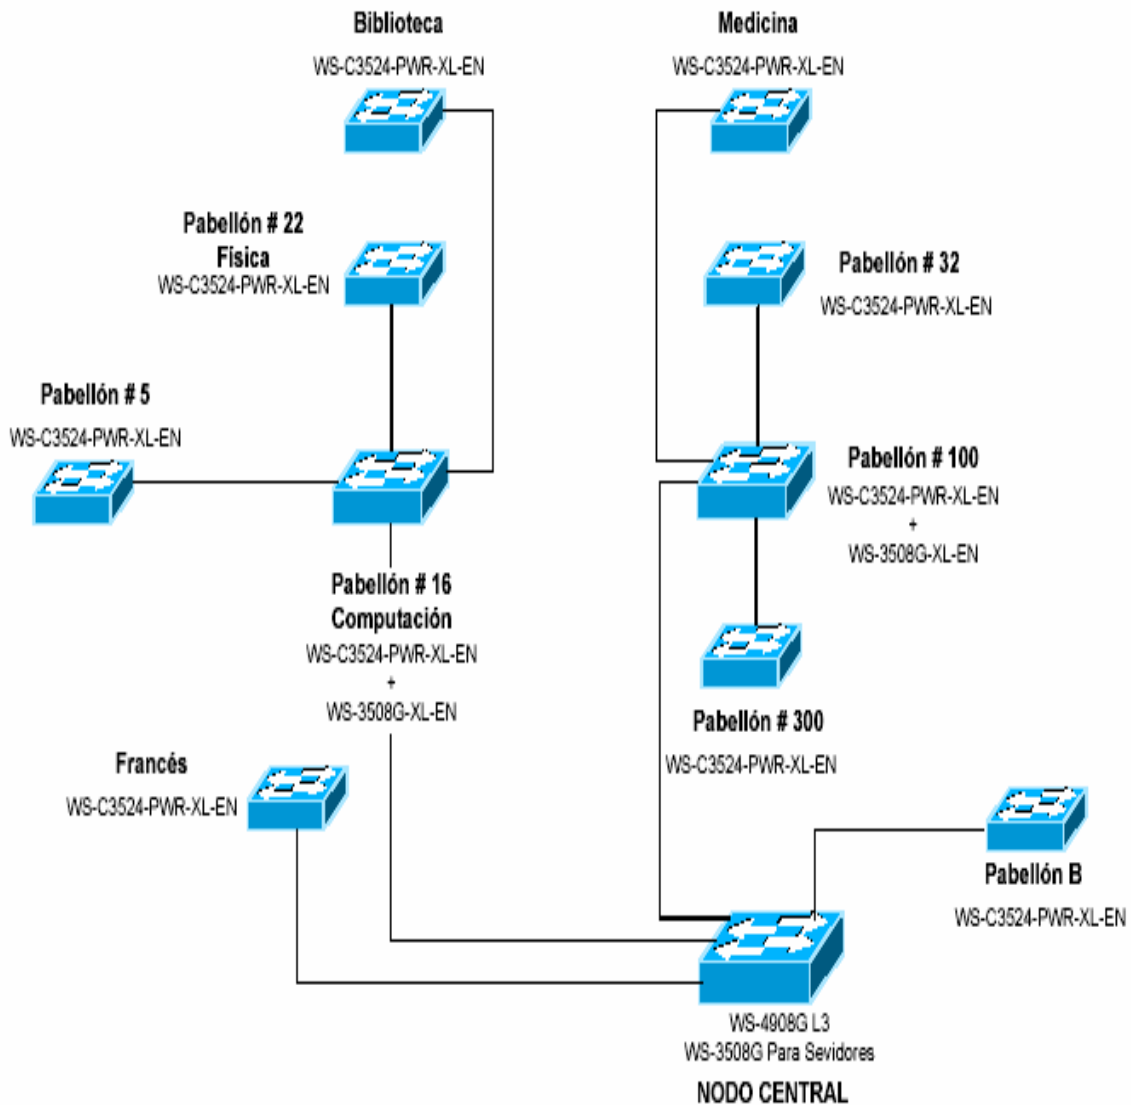 Biblioteca
WS-C3524-PWR-XL-EN
Medicina
WS-C3524-PWR-XL-EN
Pabellón # 22
Física
WS-C3524-PWR-XL-EN
Pabellón # 32
WS-C3524-PWR-XL-EN
Pabellón # 5
WS-C3524-PWR-XL-EN
Pabellón # 100
WS-C3524-PWR-XL-EN
+
WS-3508G-XL-EN
Pabellón # 16
Computación
WS-C3524-PWR-XL-EN
+
WS-3508G-XL-EN
Pabellón # 300
WS-C3524-PWR-XL-EN
Francés
WS-C3524-PWR-XL-EN
Pabellón B
WS-C3524-PWR-XL-EN
WS-4908G L3
WS-3508G Para Sevidores
NODO CENTRAL